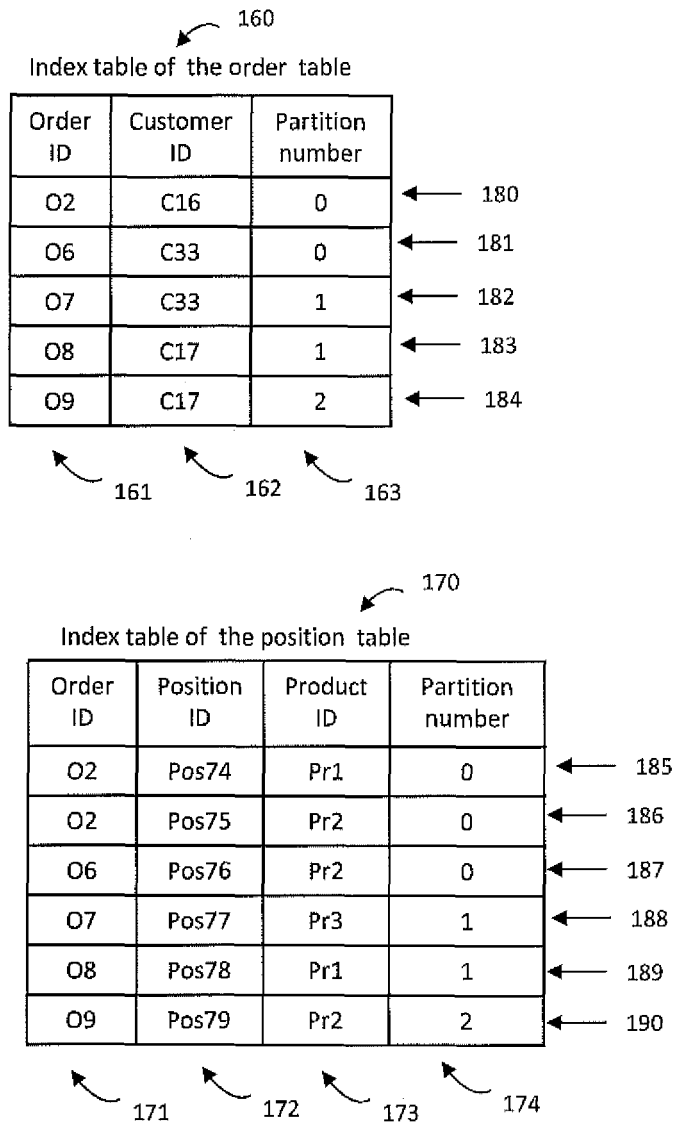 160
Index table of the order table
Order ID Customer ID Partition number
O2 C16 0 180
O6 C33 0 181
O7 C33 1 182
O8 C17 1 183
O9 C17 2 184
161 162 163
170
Index table of the position table
Order ID Position ID Product ID Partition number
O2 Pos74 Pr1 0 185
O2 Pos75 Pr2 0 186
O6 Pos76 Pr2 0 187
O7 Pos77 Pr3 1 188
O8 Pos78 Pr1 1 189
O9 Pos79 Pr2 2 190
171 172 173 174